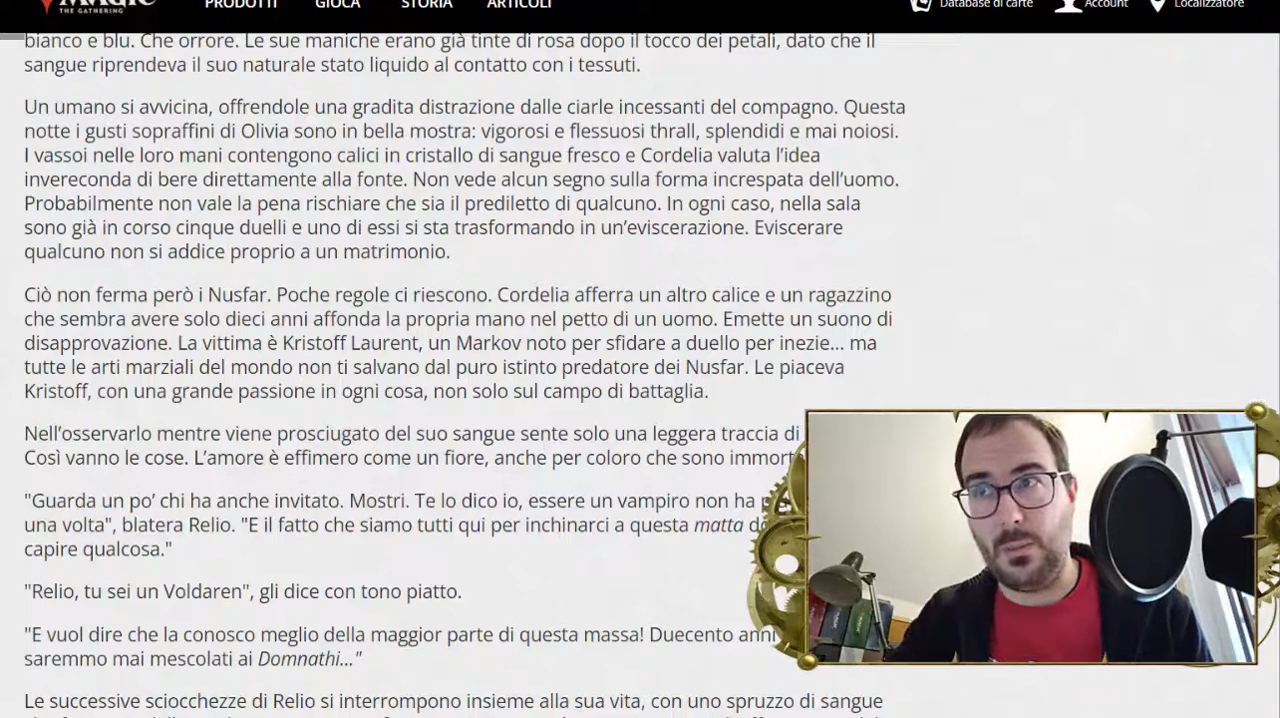 MAGIC
THE GATHERING
PRODOTTI
GIOCA
STORIA
ARTICOLI
Database di carte
Account
Localizzatore
bianco e blu. Che orrore. Le sue maniche erano già tinte di rosa dopo il tocco dei petali, dato che il
sangue riprendeva il suo naturale stato liquido al contatto con i tessuti.
Un umano si avvicina, offrendole una gradita distrazione dalle ciarle incessanti del compagno. Questa
notte i gusti sopraffini di Olivia sono in bella mostra: vigorosi e flessuosi thrall, splendidi e mai noiosi.
I vassoi nelle loro mani contengono calici in cristallo di sangue fresco e Cordelia valuta l'idea
invereconda di bere direttamente alla fonte. Non vede alcun segno sulla forma increspata dell'uomo.
Probabilmente non vale la pena rischiare che sia il prediletto di qualcuno. In ogni caso, nella sala
sono già in corso cinque duelli e uno di essi si sta trasformando in un'eviscerazione. Eviscerare
qualcuno non si addice proprio a un matrimonio.
Ciò non ferma però i Nusfar. Poche regole ci riescono. Cordelia afferra un altro calice e un ragazzino
che sembra avere solo dieci anni affonda la propria mano nel petto di un uomo. Emette un suono di
disapprovazione. La vittima è Kristoff Laurent, un Markov noto per sfidare a duello per inezie... ma
tutte le arti marziali del mondo non ti salvano dal puro istinto predatore dei Nusfar. Le piaceva
Kristoff, con una grande passione in ogni cosa, non solo sul campo di battaglia.
Nell'osservarlo mentre viene prosciugato del suo sangue sente solo una leggera traccia di
Così vanno le cose. L'amore è effimero come un fiore, anche per coloro che sono
"Guarda un po' chi ha anche invitato. Mostri. Te lo dico io, essere un vampiro non ha
una volta", blatera Relio. "E il fatto che siamo tutti qui per inchinarci a questa matta
capire qualcosa."
"Relio, tu sei un Voldaren", gli dice con tono piatto.
"E vuol dire che la conosco meglio della maggior parte di questa massa! Duecento anni
saremmo mai mescolati ai Domnathi..."
Le successive sciocchezze di Relio si interrompono insieme alla sua vita, con uno spruzzo di sangue